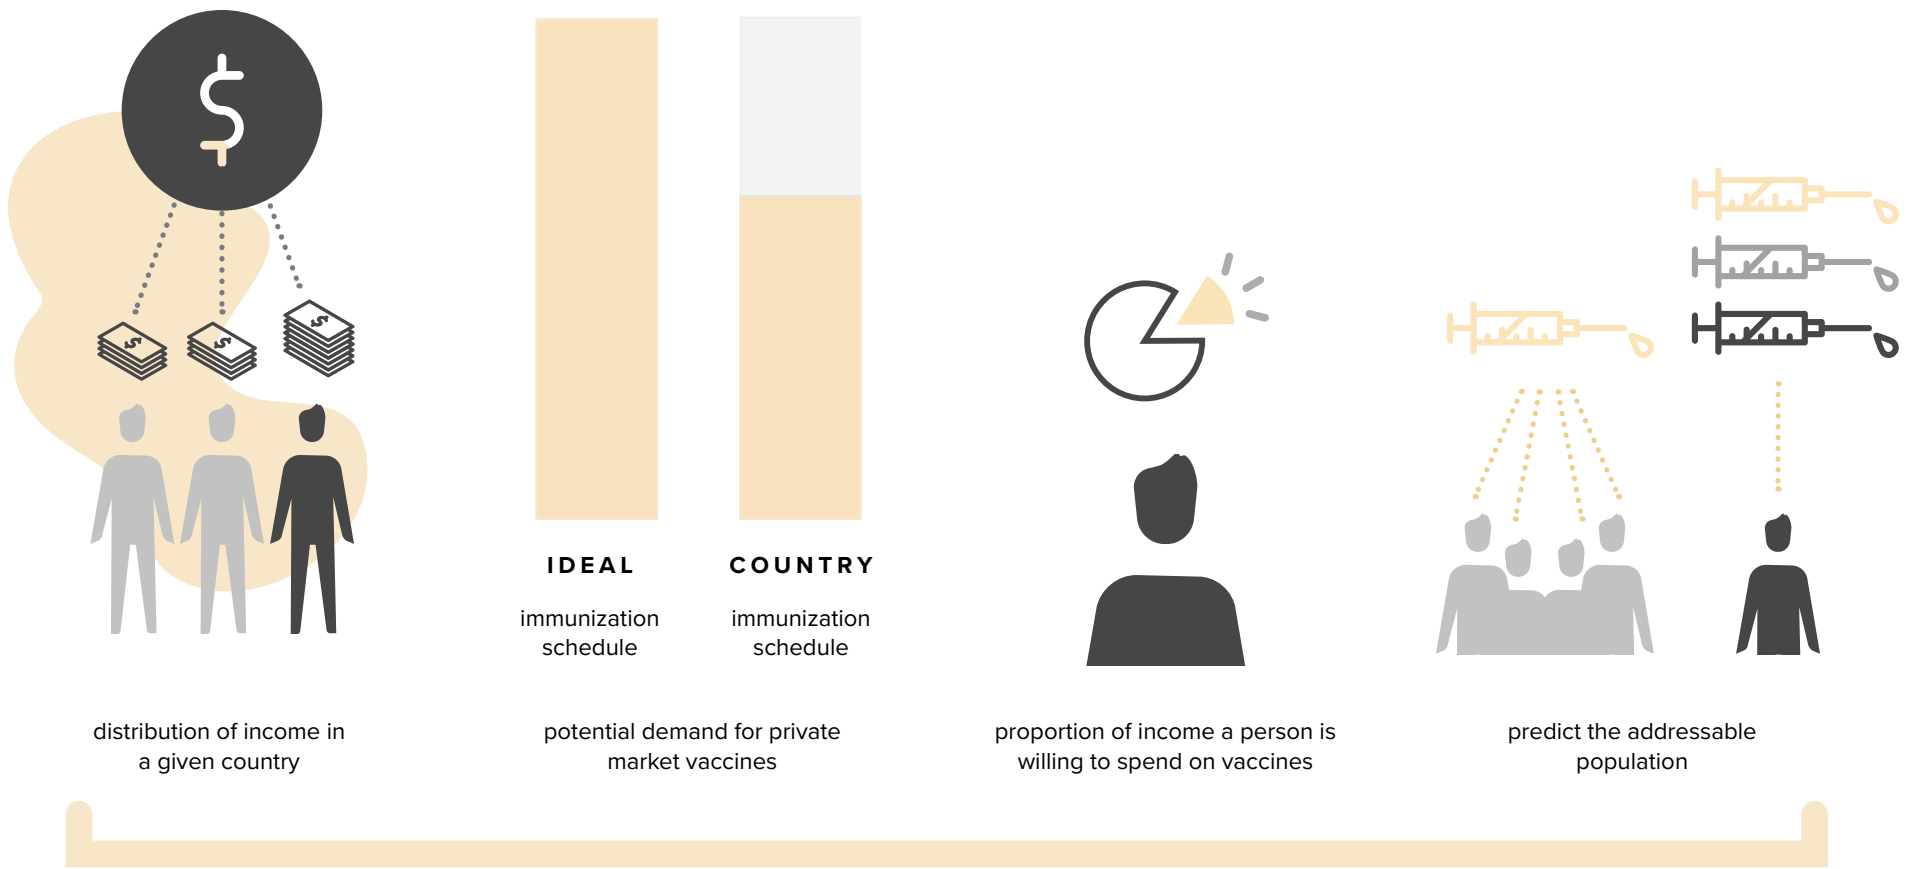 IDEAL
immunization
schedule
COUNTRY
immunization
schedule
distribution of income in
a given country
potential demand for private
market vaccines
proportion of income a person is
willing to spend on vaccines
predict the addressable
population